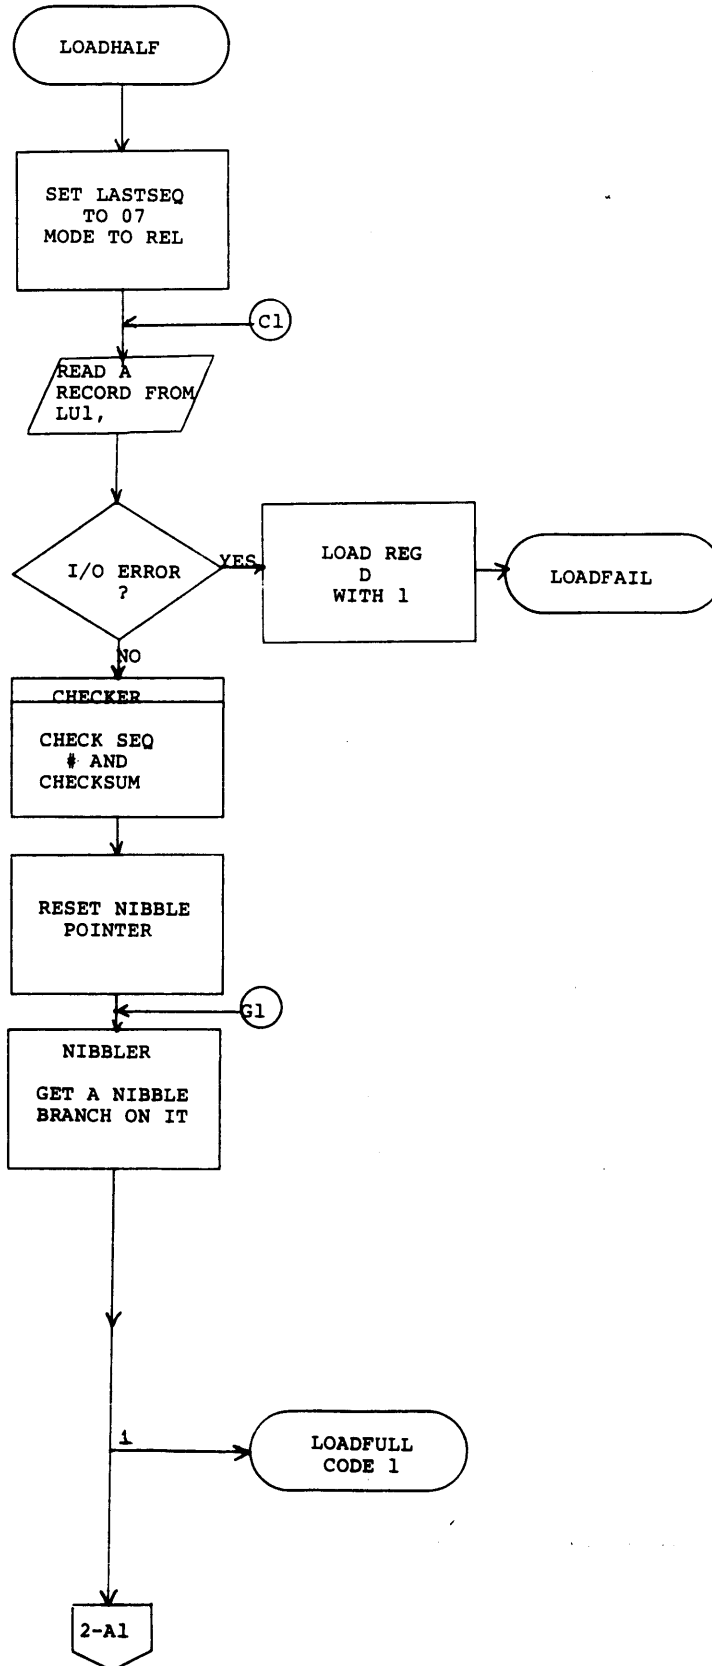 LOADHALF
SET LASTSEQ
TO 07
MODE TO REL
C1
READ A
RECORD FROM
LU1,
I/O ERROR
?
YES
LOAD REG
D
WITH 1
LOADFAIL
NO
CHECKER
CHECK SEQ
# AND
CHECKSUM
RESET NIBBLE
POINTER
G1
NIBBLER
GET A NIBBLE
BRANCH ON IT
1
LOADFULL
CODE 1
2-A1